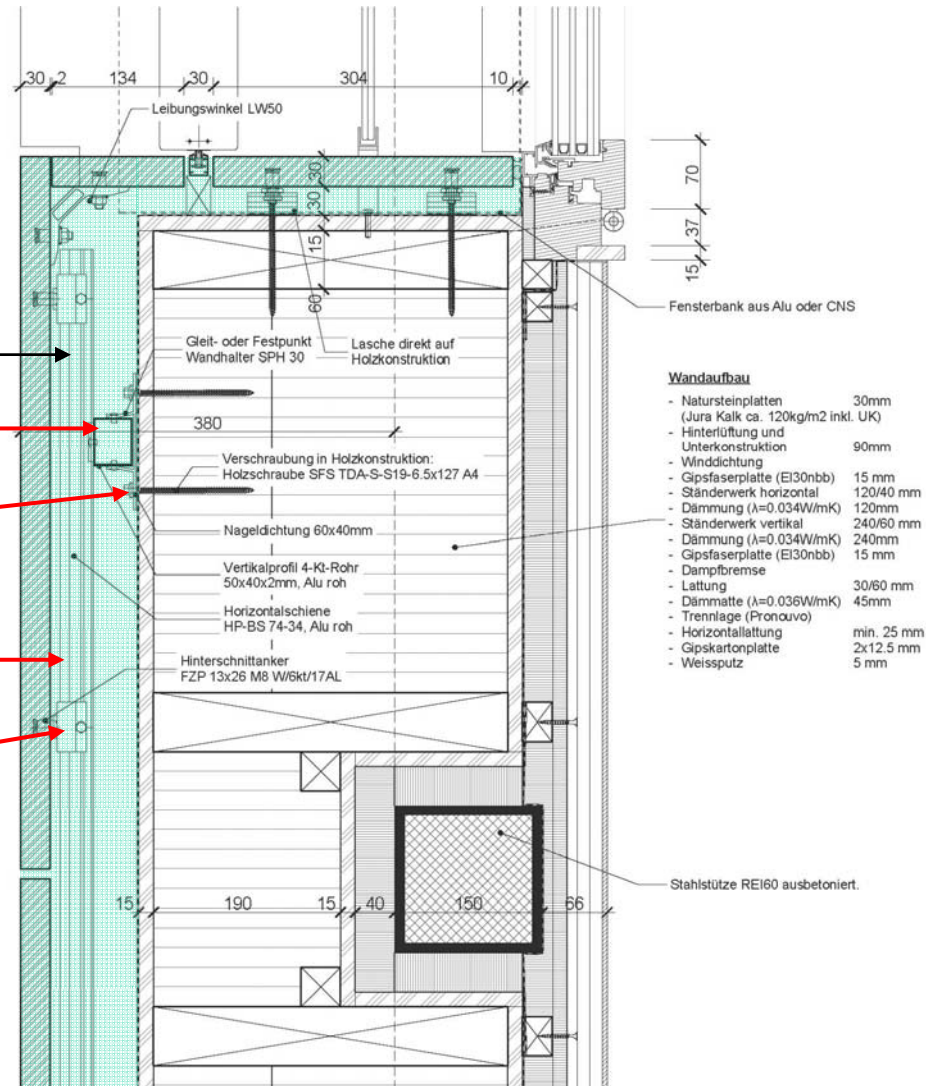 30 2 134 30 304 10
Leibungswinkel LW50
30
30
15
60
70
37
15
Fensterbank aus Alu oder CNS
Gleit- oder Festpunkt
Wandhalter SPH 30
Lasche direkt auf
Holzkonstruktion
380
Verschraubung in Holzkonstruktion:
Holzschraube SFS TDA-S-S19-6.5x127 A4
Nageldichtung 60x40mm
Vertikalprofil 4-Kt-Rohr
50x40x2mm, Alu roh
Horizontalschiene
HP-BS 74-34, Alu roh
Hinterschnittanker
FZP 13x26 M8 W/6kt/17AL
Wandaufbau
- Natursteinplatten 30mm
(Jura Kalk ca. 120kg/m2 inkl. UK)
- Hinterlüftung und
Unterkonstruktion 90mm
- Winddichtung
- Gipsfaserplatte (EI30nbb) 15 mm
- Ständerwerk horizontal 120/40 mm
- Dämmung (λ=0.034W/mK) 120mm
- Ständerwerk vertikal 240/60 mm
- Dämmung (λ=0.034W/mK) 240mm
- Gipsfaserplatte (EI30nbb) 15 mm
- Dampfbremse
- Lattung 30/60 mm
- Dämmatte (λ=0.036W/mK) 45mm
- Trennlage (Pronouvo)
- Horizontallattung min. 25 mm
- Gipskartonplatte 2x12.5 mm
- Weissputz 5 mm
Stahlstütze REI60 ausbetoniert.
15 190 15 40 150 66